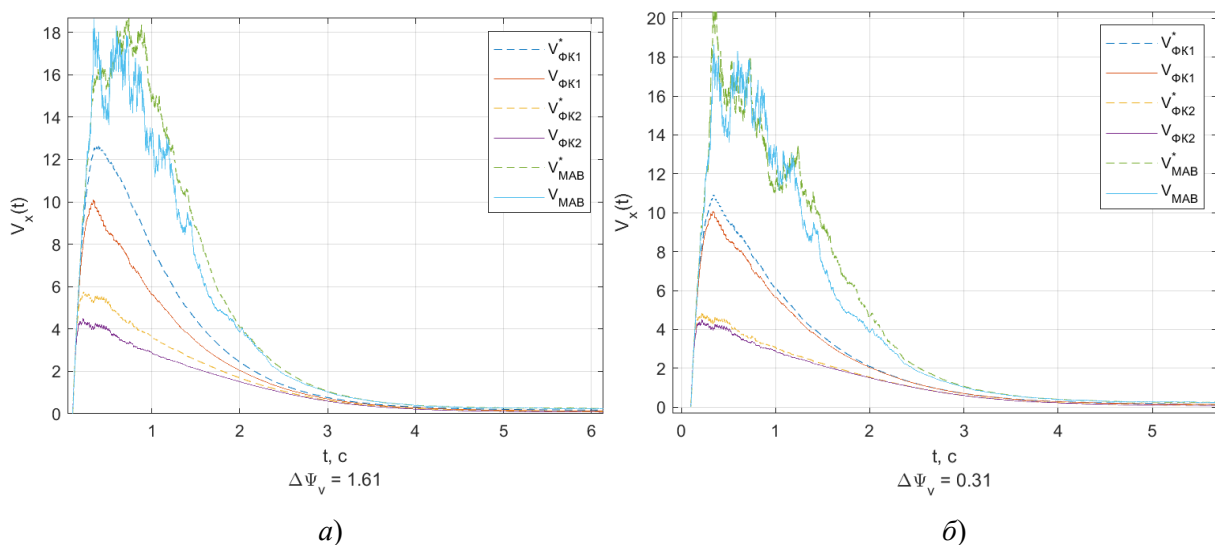 18
16
14
12
10
8
6
4
2
0
V_x(t)
1
2
3
4
5
6
t, c
ΔΨ_v = 1.61
V*_ФК1
V_ФК1
V*_ФК2
V_ФК2
V*_МАВ
V_МАВ
а)
20
18
16
14
12
10
8
6
4
2
0
V_x(t)
0
1
2
3
4
5
t, c
ΔΨ_v = 0.31
V*_ФК1
V_ФК1
V*_ФК2
V_ФК2
V*_МАВ
V_МАВ
б)